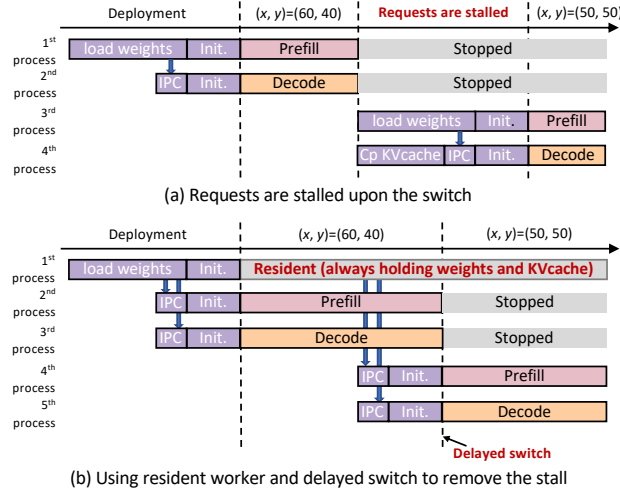 Deployment (x, y)=(60, 40) Requests are stalled (x, y)=(50, 50)
1st process load weights Init. Prefill Stopped
2nd process IPC Init. Decode Stopped
3rd process load weights Init. Prefill
4th process Cp KVcache IPC Init. Decode
(a) Requests are stalled upon the switch
Deployment (x, y)=(60, 40) (x, y)=(50, 50)
1st process load weights Init. Resident (always holding weights and KVcache)
2nd process IPC Init. Prefill Stopped
3rd process IPC Init. Decode Stopped
4th process IPC Init. Prefill
5th process IPC Init. Decode
Delayed switch
(b) Using resident worker and delayed switch to remove the stall